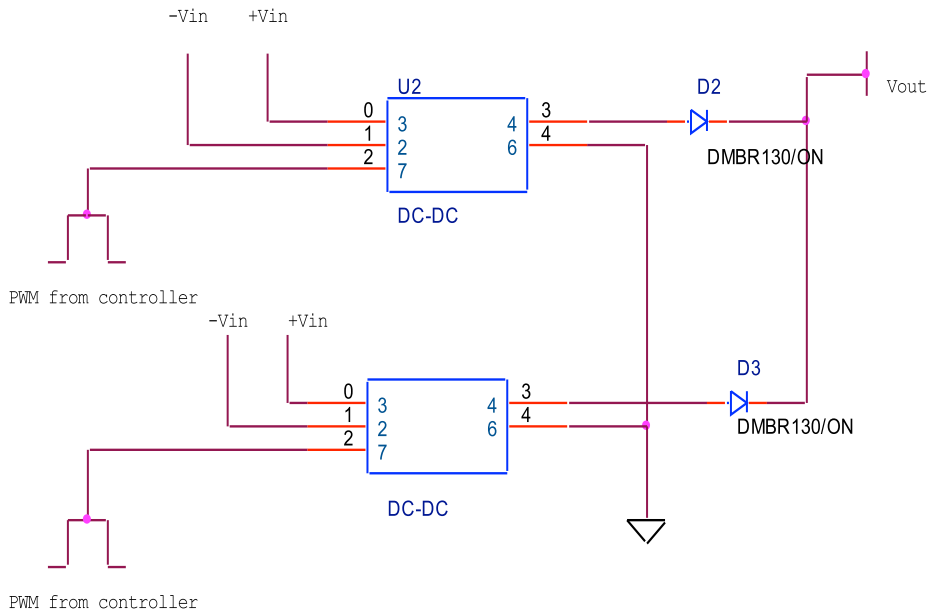 -Vin +Vin
U2
D2
Vout
0 3 4 3
1 2 6 4
2 7
DMBR130/ON
DC-DC
PWM from controller
-Vin +Vin
D3
0 3 4 3
1 2 6 4
2 7
DMBR130/ON
DC-DC
PWM from controller